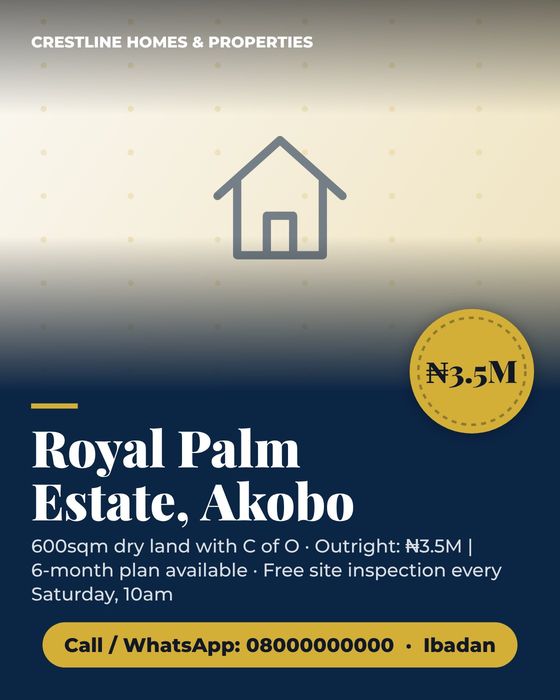 CRESTLINE HOMES & PROPERTIES
₦3.5M
Royal Palm
Estate, Akobo
600sqm dry land with C of O · Outright: ₦3.5M |
6-month plan available · Free site inspection every
Saturday, 10am
Call / WhatsApp: 08000000000 · Ibadan